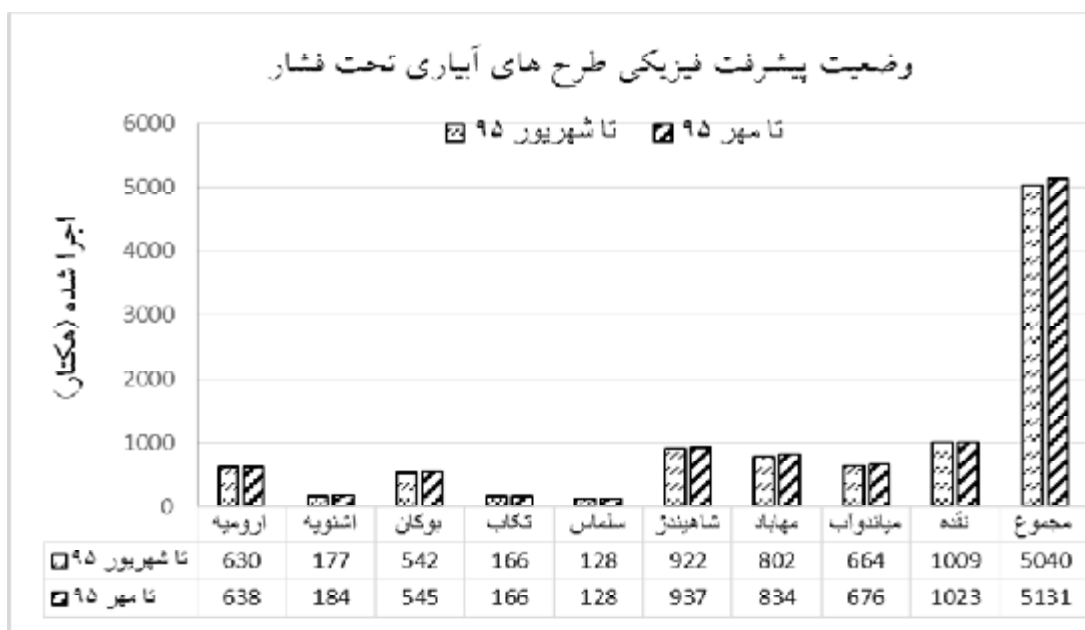 وضعیت پیشرفت فیزیکی طرح های آبیاری تحت فشار
تا شهریور ۹۵ تا مهر ۹۵
اجرا شده (هکتار)
6000
5000
4000
3000
2000
1000
0
ارومیه اشنویه بوکان تکاب سلماس شاهیندژ مهاباد میاندوآب نقده مجموع
تا شهریور ۹۵ 630 177 542 166 128 922 802 664 1009 5040
تا مهر ۹۵ 638 184 545 166 128 937 834 676 1023 5131